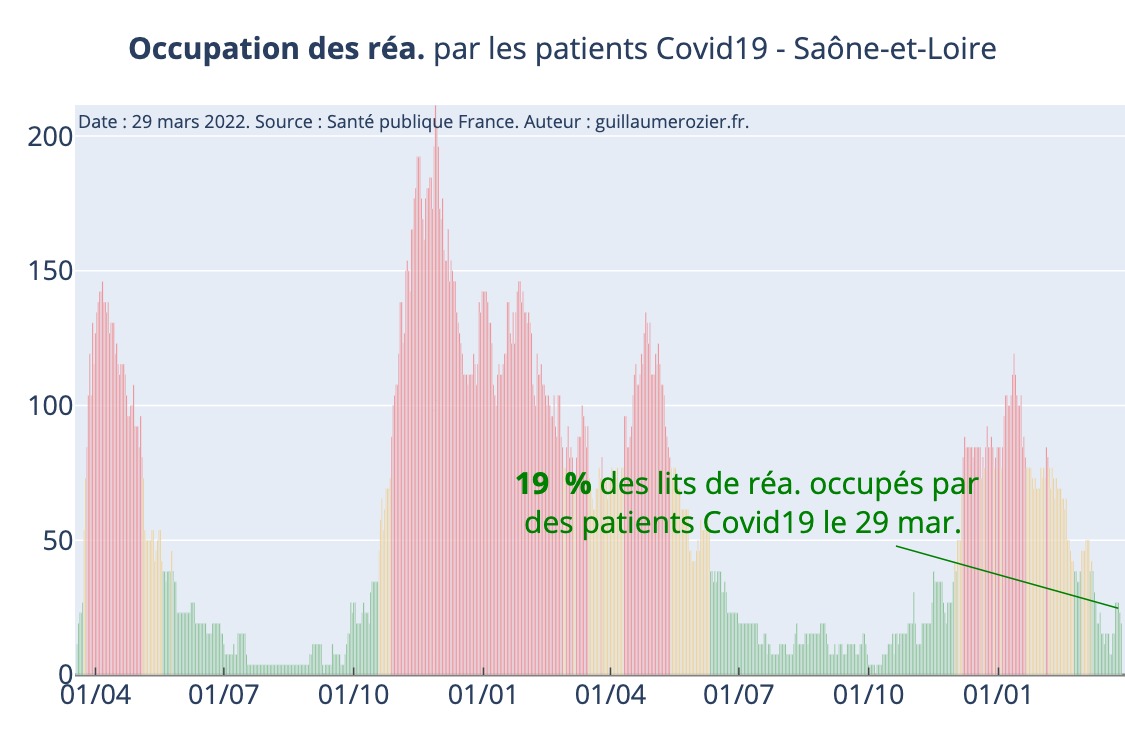 Occupation des réa. par les patients Covid19 - Saône-et-Loire
Date : 29 mars 2022. Source : Santé publique France. Auteur : guillaumerozier.fr.
200
150
100
50
0
19 % des lits de réa. occupés par
des patients Covid19 le 29 mar.
01/04 01/07 01/10 01/01 01/04 01/07 01/10 01/01